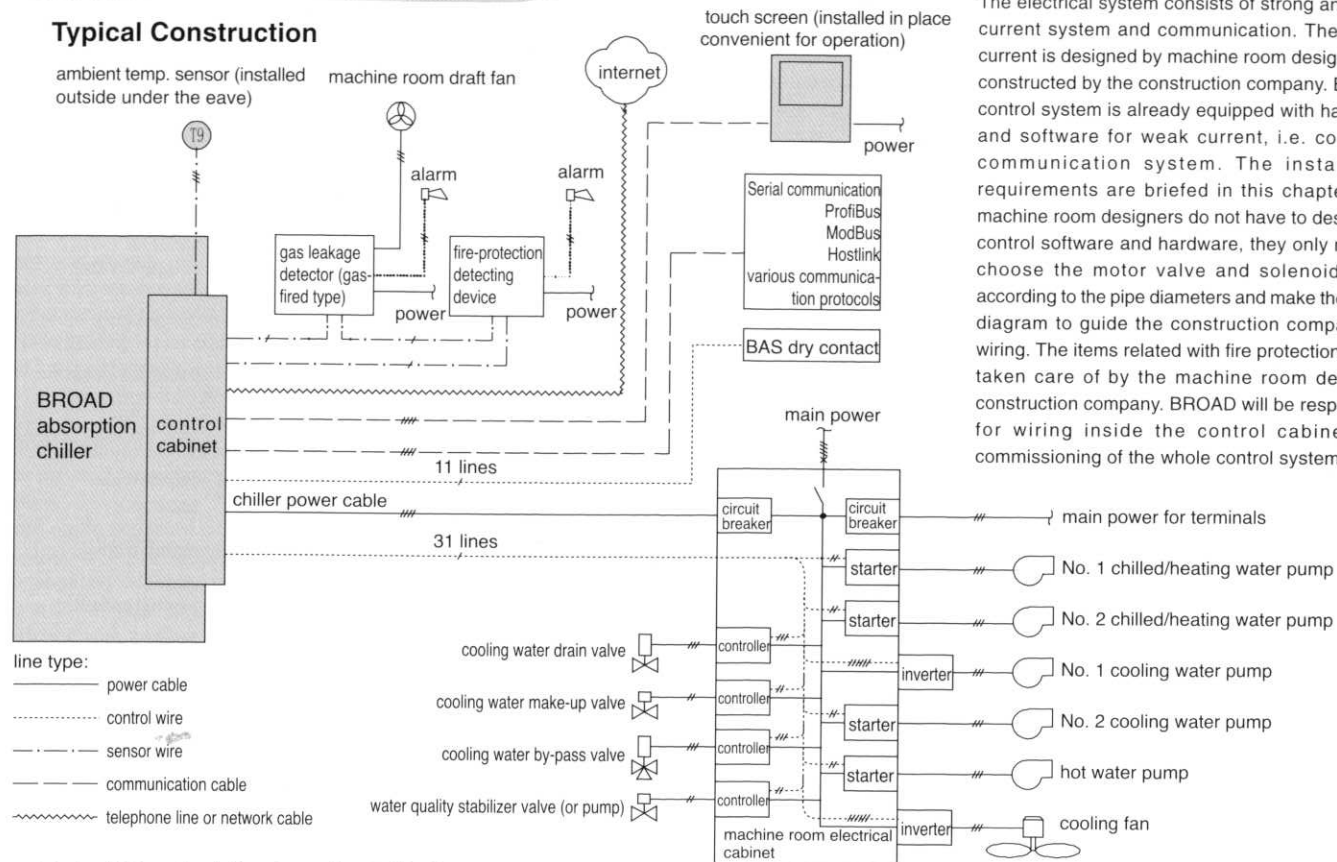 Typical Construction
ambient temp. sensor (installed
outside under the eave)
machine room draft fan
internet
touch screen (installed in place
convenient for operation)
T9
power
alarm
alarm
gas leakage
detector (gas-
fired type)
power
fire-protection
detecting
device
power
Serial communication
ProfiBus
ModBus
Hostlink
various communica-
tion protocols
BAS dry contact
BROAD
absorption
chiller
control
cabinet
11 lines
chiller power cable
31 lines
main power
circuit
breaker
circuit
breaker
main power for terminals
starter
No. 1 chilled/heating water pump
starter
No. 2 chilled/heating water pump
cooling water drain valve
controller
inverter
No. 1 cooling water pump
cooling water make-up valve
controller
starter
No. 2 cooling water pump
cooling water by-pass valve
controller
starter
hot water pump
water quality stabilizer valve (or pump)
controller
inverter
cooling fan
machine room electrical
cabinet
line type:
power cable
control wire
sensor wire
communication cable
telephone line or network cable
The electrical system consists of strong an
current system and communication. The
current is designed by machine room desig
constructed by the construction company. 
control system is already equipped with ha
and software for weak current, i.e. co
communication system. The insta
requirements are briefed in this chapte
machine room designers do not have to des
control software and hardware, they only
choose the motor valve and solenoid
according to the pipe diameters and make the
diagram to guide the construction compa
wiring. The items related with fire protection
taken care of by the machine room de
construction company. BROAD will be resp
for wiring inside the control cabine
commissioning of the whole control system